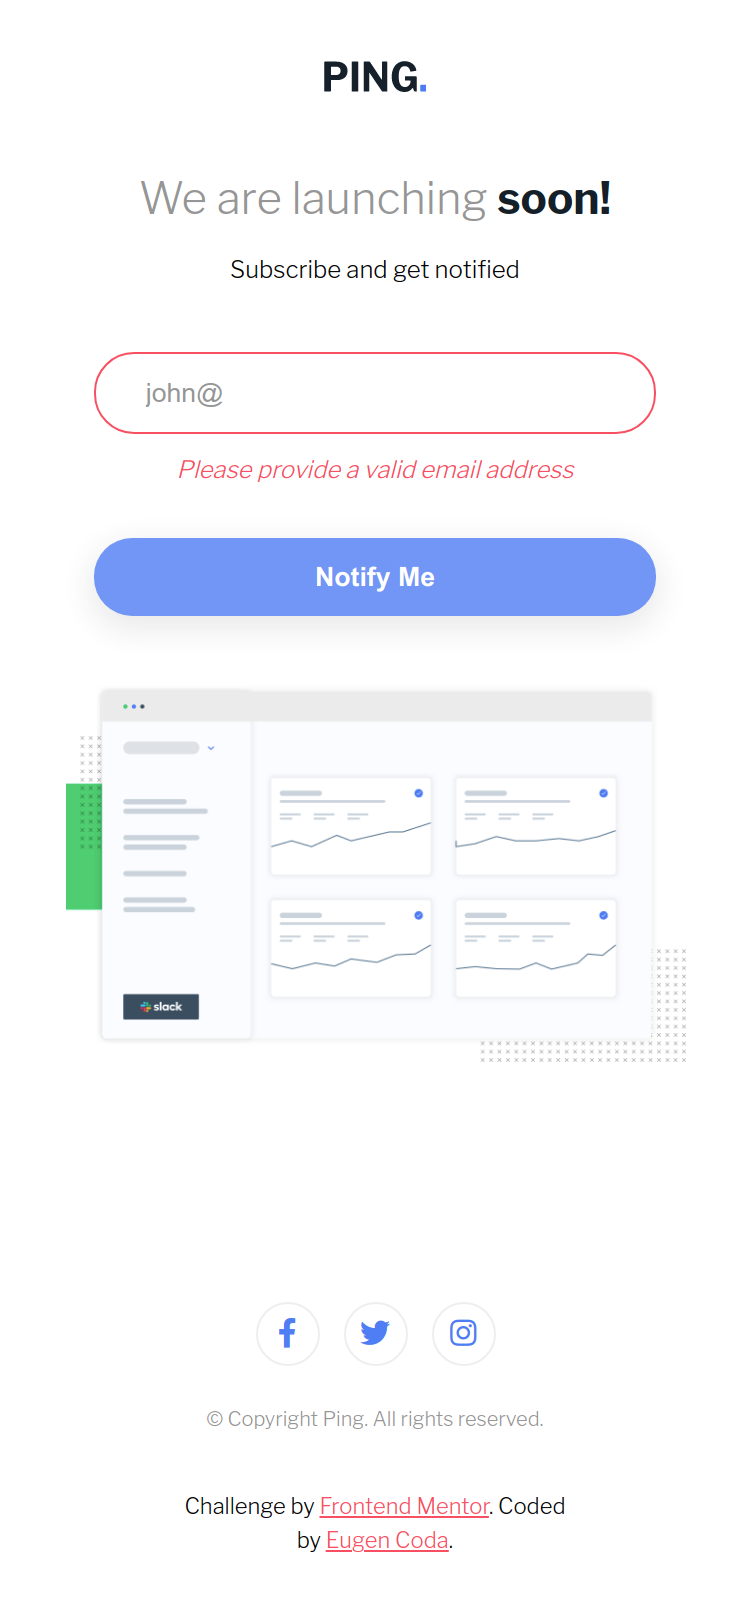 PING.
We are launching soon!
Subscribe and get notified
john@
Please provide a valid email address
Notify Me
slack
© Copyright Ping. All rights reserved.
Challenge by Frontend Mentor. Coded
by Eugen Coda.